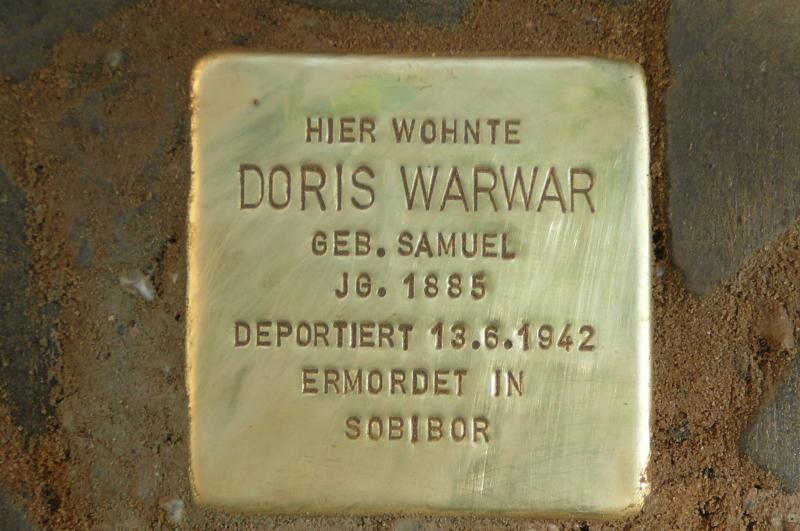 HIER WOHNTE
DORIS WARWAR
GEB. SAMUEL
JG. 1885
DEPORTIERT 13.6.1942
ERMORDET IN
SOBIBOR